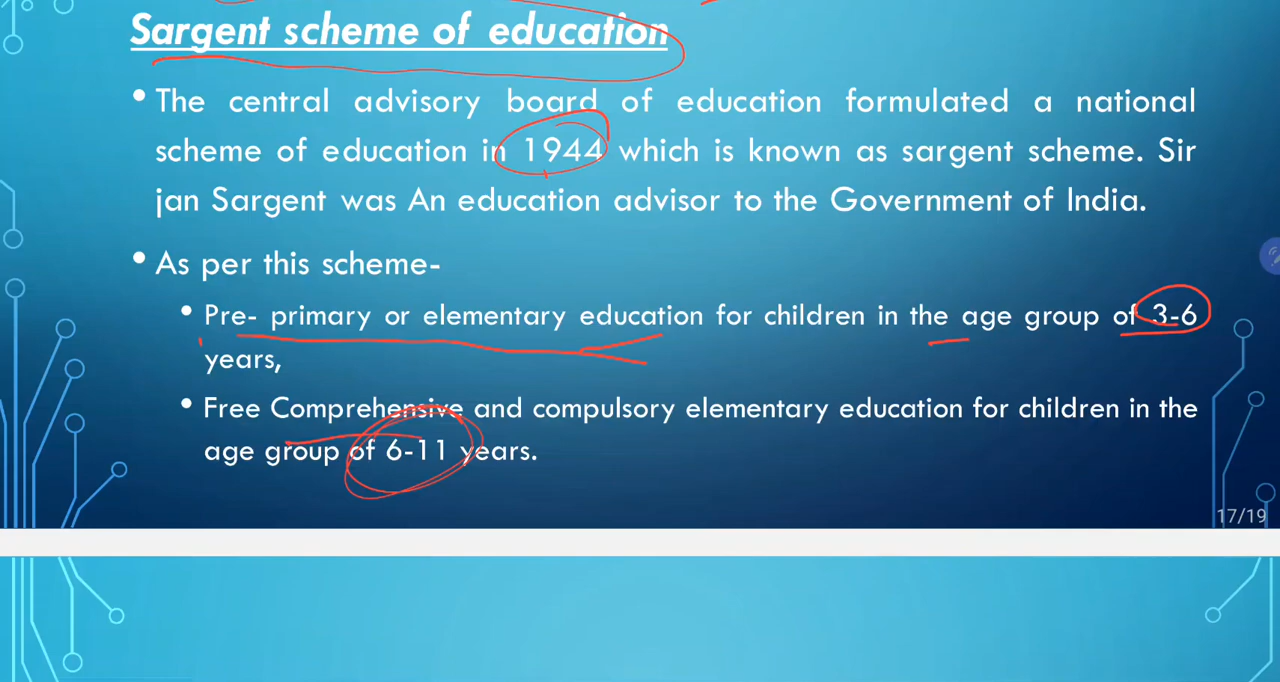 Sargent scheme of education
• The central advisory board of education formulated a national
scheme of education in 1944 which is known as sargent scheme. Sir
jan Sargent was An education advisor to the Government of India.
• As per this scheme-
• Pre- primary or elementary education for children in the age group of 3-6
years,
• Free Comprehensive and compulsory elementary education for children in the
age group of 6-11 years.
17/19